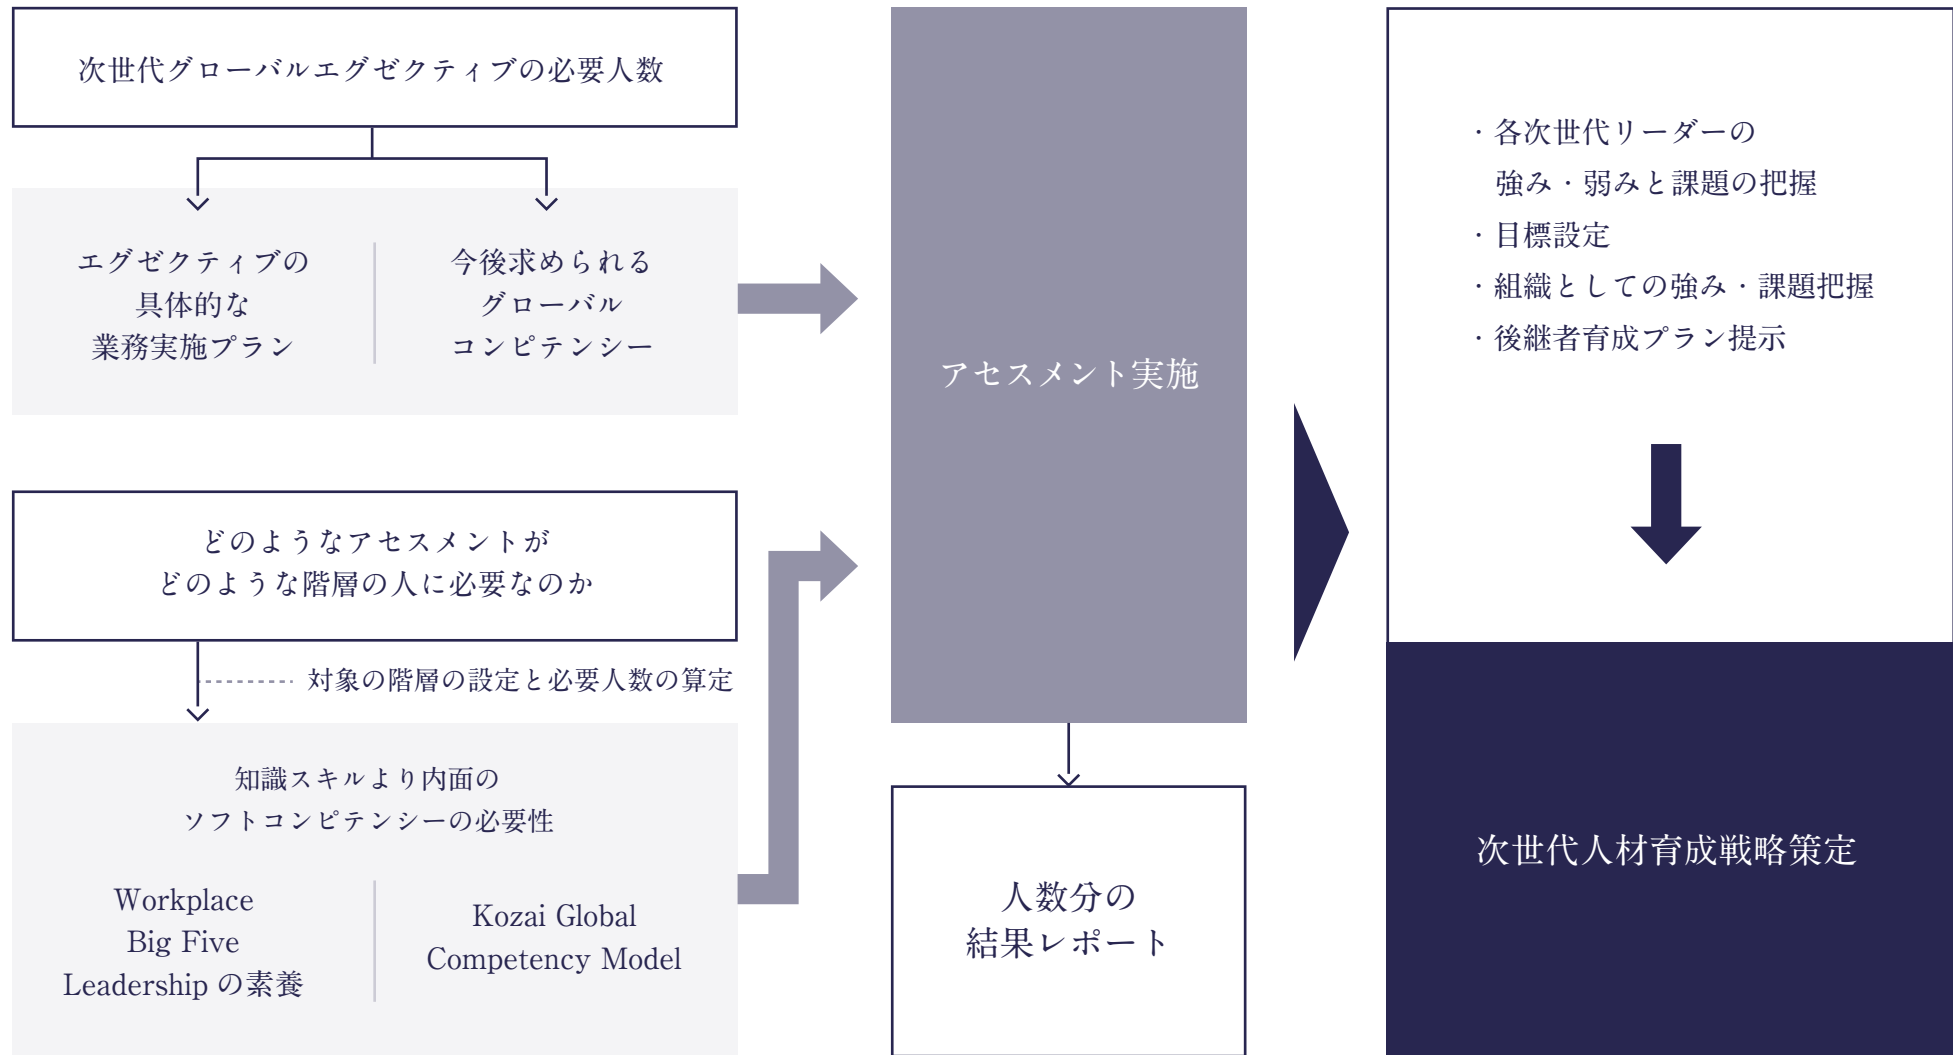 次世代グローバルエグゼクティブの必要人数
エグゼクティブの
具体的な
業務実施プラン
今後求められる
グローバル
コンピテンシー
どのようなアセスメントが
どのような階層の人に必要なのか
対象の階層の設定と必要人数の算定
知識スキルより内面の
ソフトコンピテンシーの必要性
Workplace
Big Five
Leadership の素養
Kozai Global
Competency Model
アセスメント実施
人数分の
結果レポート
・各次世代リーダーの
強み・弱みと課題の把握
・目標設定
・組織としての強み・課題把握
・後継者育成プラン提示
次世代人材育成戦略策定